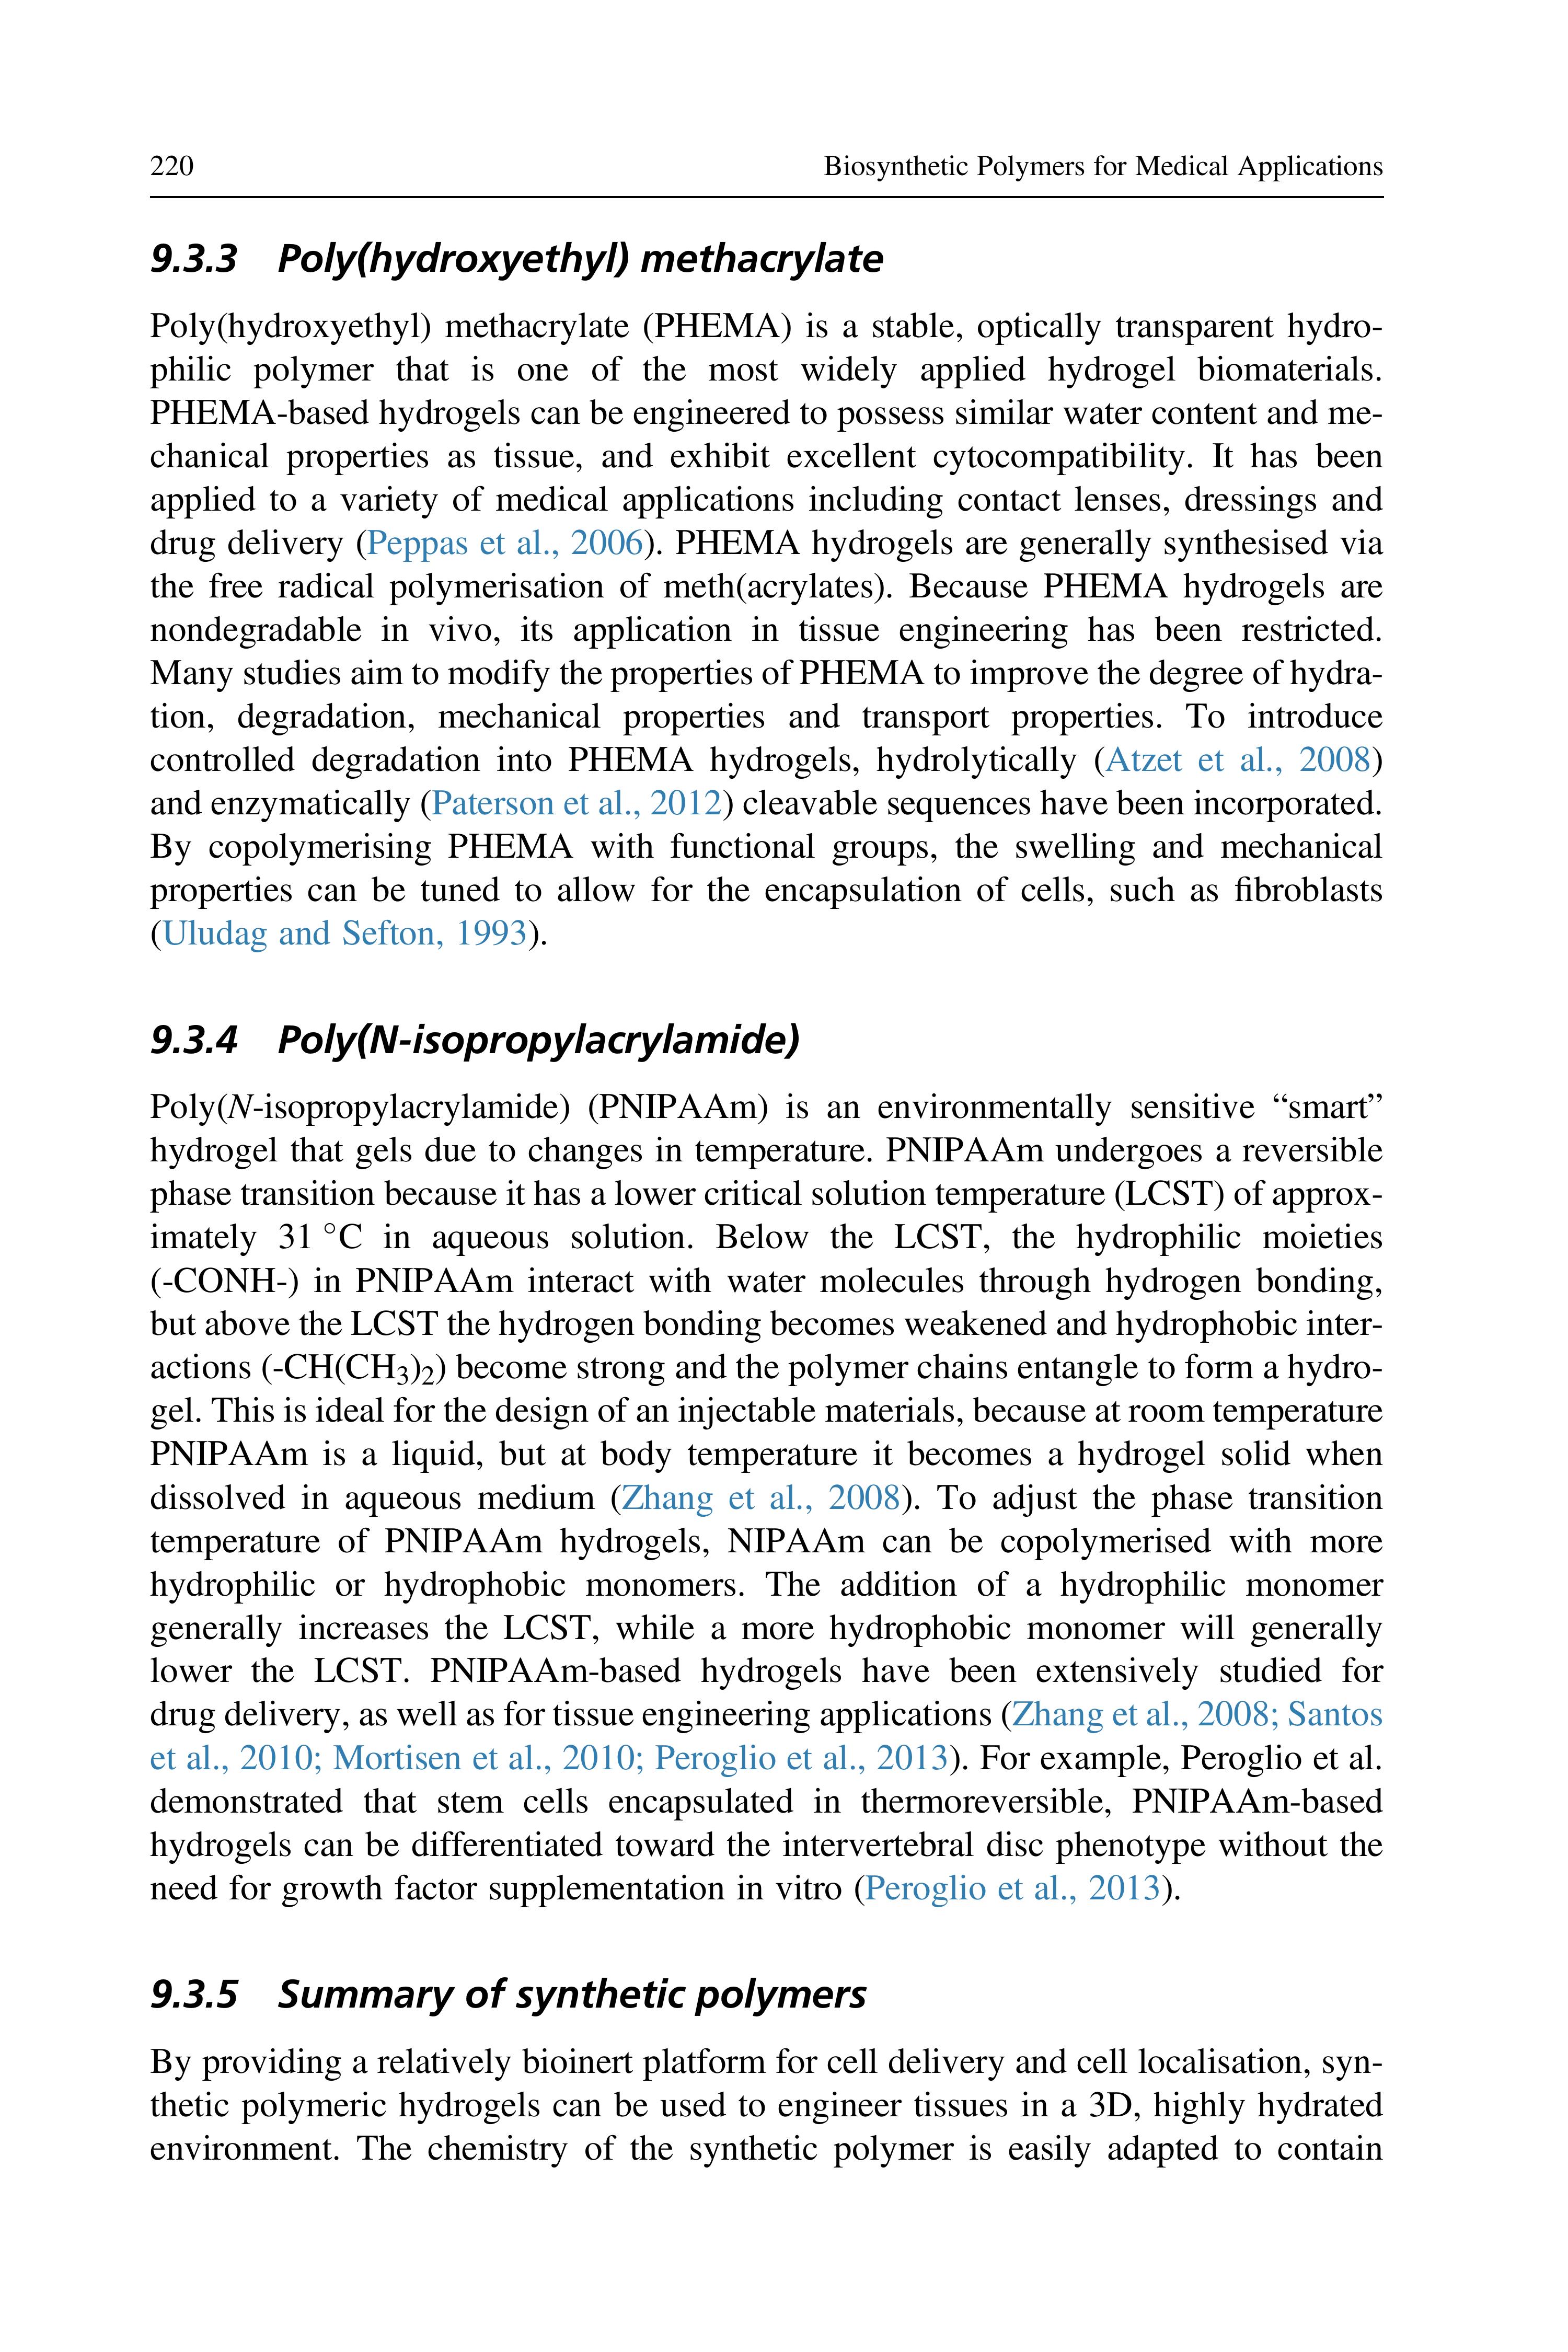 220 Biosynthetic Polymers for Medical Applications
9.3.3 Poly(hydroxyethyl) methacrylate
Poly(hydroxyethyl) methacrylate (PHEMA) is a stable, optically transparent hydro-
philic polymer that is one of the most widely applied hydrogel biomaterials.
PHEMA-based hydrogels can be engineered to possess similar water content and me-
chanical properties as tissue, and exhibit excellent cytocompatibility. It has been
applied to a variety of medical applications including contact lenses, dressings and
drug delivery (Peppas et al., 2006). PHEMA hydrogels are generally synthesised via
the free radical polymerisation of meth(acrylates). Because PHEMA hydrogels are
nondegradable in vivo, its application in tissue engineering has been restricted.
Many studies aim to modify the properties of PHEMA to improve the degree of hydra-
tion, degradation, mechanical properties and transport properties. To introduce
controlled degradation into PHEMA hydrogels, hydrolytically (Atzet et al., 2008)
and enzymatically (Paterson et al., 2012) cleavable sequences have been incorporated.
By copolymerising PHEMA with functional groups, the swelling and mechanical
properties can be tuned to allow for the encapsulation of cells, such as fibroblasts
(Uludag and Sefton, 1993).
9.3.4 Poly(N-isopropylacrylamide)
Poly(N-isopropylacrylamide) (PNIPAAm) is an environmentally sensitive “smart”
hydrogel that gels due to changes in temperature. PNIPAAm undergoes a reversible
phase transition because it has a lower critical solution temperature (LCST) of approx-
imately 31 °C in aqueous solution. Below the LCST, the hydrophilic moieties
(-CONH-) in PNIPAAm interact with water molecules through hydrogen bonding,
but above the LCST the hydrogen bonding becomes weakened and hydrophobic inter-
actions (-CH(CH₃)₂) become strong and the polymer chains entangle to form a hydro-
gel. This is ideal for the design of an injectable materials, because at room temperature
PNIPAAm is a liquid, but at body temperature it becomes a hydrogel solid when
dissolved in aqueous medium (Zhang et al., 2008). To adjust the phase transition
temperature of PNIPAAm hydrogels, NIPAAm can be copolymerised with more
hydrophilic or hydrophobic monomers. The addition of a hydrophilic monomer
generally increases the LCST, while a more hydrophobic monomer will generally
lower the LCST. PNIPAAm-based hydrogels have been extensively studied for
drug delivery, as well as for tissue engineering applications (Zhang et al., 2008; Santos
et al., 2010; Mortisen et al., 2010; Peroglio et al., 2013). For example, Peroglio et al.
demonstrated that stem cells encapsulated in thermoreversible, PNIPAAm-based
hydrogels can be differentiated toward the intervertebral disc phenotype without the
need for growth factor supplementation in vitro (Peroglio et al., 2013).
9.3.5 Summary of synthetic polymers
By providing a relatively bioinert platform for cell delivery and cell localisation, syn-
thetic polymeric hydrogels can be used to engineer tissues in a 3D, highly hydrated
environment. The chemistry of the synthetic polymer is easily adapted to contain